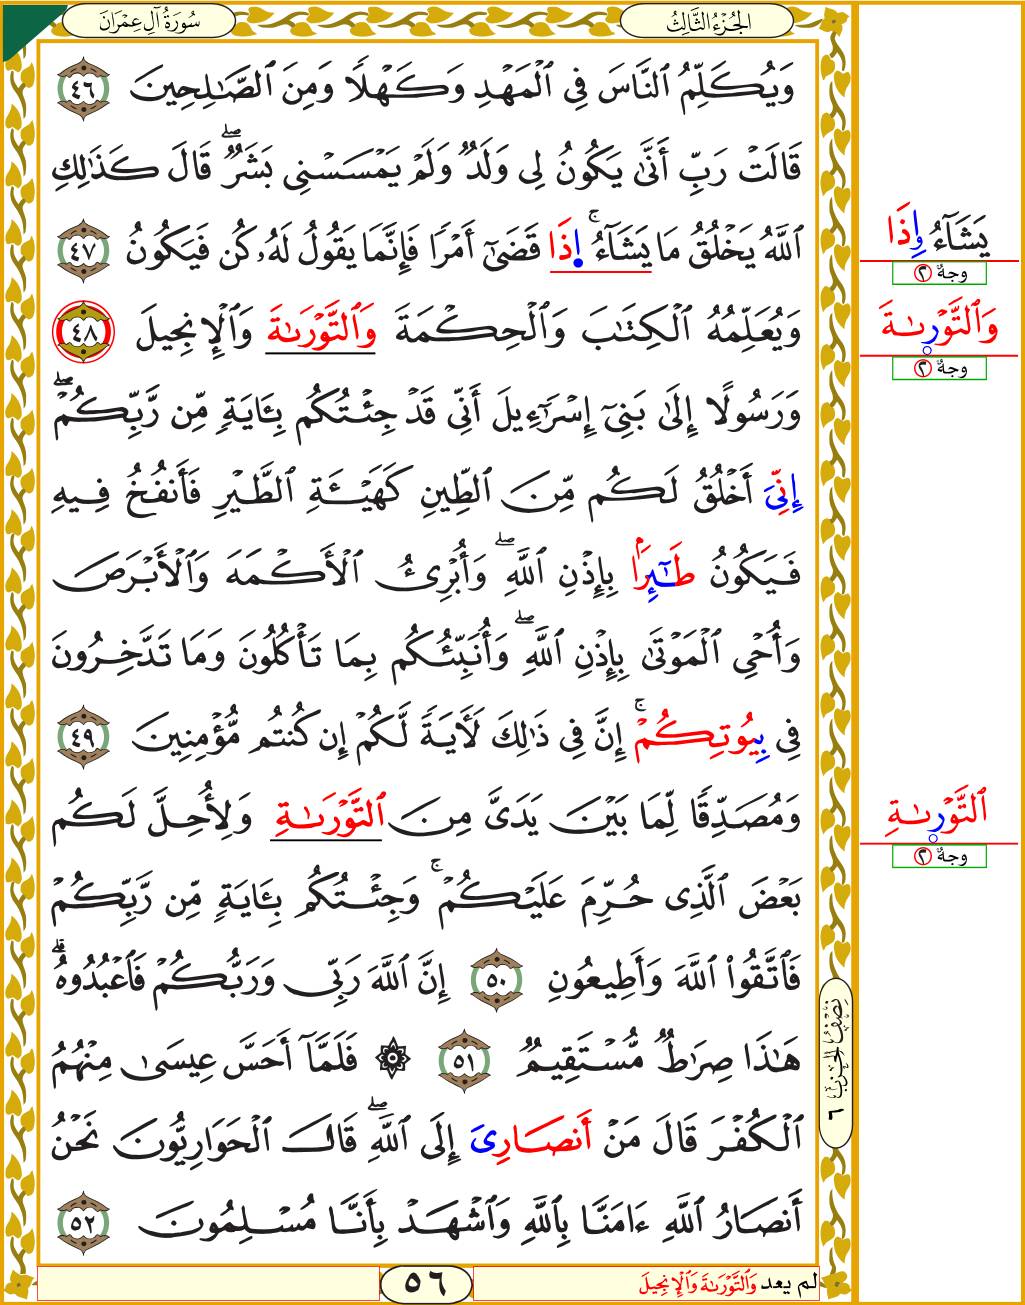 سُورَةُ آلِ عِمْرَان
الجُزْءُ الثَّالِثُ
وَيُكَلِّمُ ٱلنَّاسَ فِى ٱلْمَهْدِ وَكَهْلًا وَمِنَ ٱلصَّٰلِحِينَ ٤٦
قَالَتْ رَبِّ أَنَّىٰ يَكُونُ لِى وَلَدٌ وَلَمْ يَمْسَسْنِى بَشَرٌ ۖ قَالَ كَذَٰلِكِ
ٱللَّهُ يَخْلُقُ مَا يَشَآءُ ۚ إِذَا قَضَىٰٓ أَمْرًا فَإِنَّمَا يَقُولُ لَهُۥ كُن فَيَكُونُ ٤٧
وَيُعَلِّمُهُ ٱلْكِتَٰبَ وَٱلْحِكْمَةَ وَٱلتَّوْرَىٰةَ وَٱلْإِنجِيلَ ٤٨
وَرَسُولًا إِلَىٰ بَنِىٓ إِسْرَٰٓءِيلَ أَنِّى قَدْ جِئْتُكُم بِـَٔايَةٍ مِّن رَّبِّكُمْ ۖ
إِنِّىَ أَخْلُقُ لَكُم مِّنَ ٱلطِّينِ كَهَيْـَٔةِ ٱلطَّيْرِ فَأَنفُخُ فِيهِ
فَيَكُونُ طَٰٓئِرًا بِإِذْنِ ٱللَّهِ ۖ وَأُبْرِئُ ٱلْأَكْمَهَ وَٱلْأَبْرَصَ
وَأُحْىِ ٱلْمَوْتَىٰ بِإِذْنِ ٱللَّهِ ۖ وَأُنَبِّئُكُم بِمَا تَأْكُلُونَ وَمَا تَدَّخِرُونَ
فِى بِيُوتِكُمْ ۚ إِنَّ فِى ذَٰلِكَ لَـَٔايَةً لَّكُمْ إِن كُنتُم مُّؤْمِنِينَ ٤٩
وَمُصَدِّقًا لِّمَا بَيْنَ يَدَىَّ مِنَ ٱلتَّوْرَىٰةِ وَلِأُحِلَّ لَكُم
بَعْضَ ٱلَّذِى حُرِّمَ عَلَيْكُمْ ۚ وَجِئْتُكُم بِـَٔايَةٍ مِّن رَّبِّكُمْ
فَٱتَّقُوا۟ ٱللَّهَ وَأَطِيعُونِ ٥٠ إِنَّ ٱللَّهَ رَبِّى وَرَبُّكُمْ فَٱعْبُدُوهُ ۗ
هَٰذَا صِرَٰطٌ مُّسْتَقِيمٌ ٥١ ۞ فَلَمَّآ أَحَسَّ عِيسَىٰ مِنْهُمُ
ٱلْكُفْرَ قَالَ مَنْ أَنصَارِىَ إِلَى ٱللَّهِ ۖ قَالَ ٱلْحَوَارِيُّونَ نَحْنُ
أَنصَارُ ٱللَّهِ ءَامَنَّا بِٱللَّهِ وَٱشْهَدْ بِأَنَّا مُسْلِمُونَ ٥٢
يَشَآءُ وِإِذَا
وجهٌ ٢
وَٱلتَّوْرَىٰةَ
وجهٌ ٢
ٱلتَّوْرَىٰةِ
وجهٌ ٢
نِصْفُ الحِزْبِ ٦
لم يعد وَٱلتَّوْرَىٰةَ وَٱلْإِنجِيلَ
٥٦